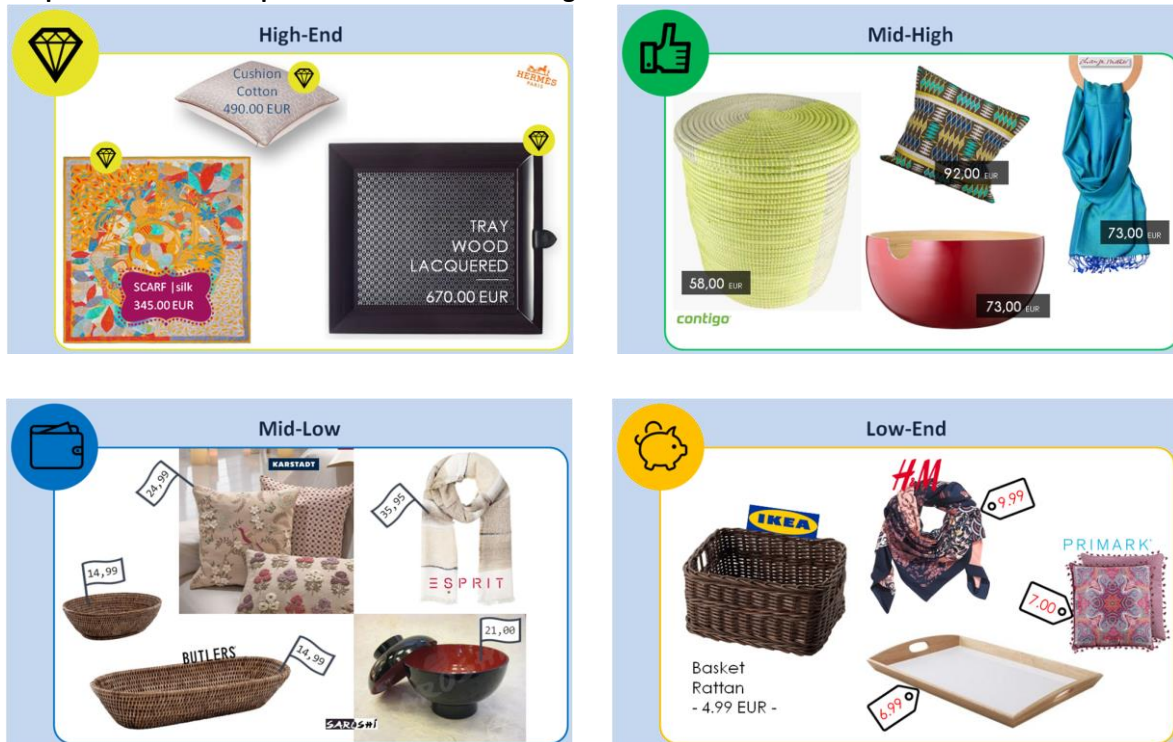 High-End
Cushion
Cotton
490.00 EUR
HERMÈS
PARIS
SCARF | silk
345.00 EUR
TRAY
WOOD
LACQUERED
670.00 EUR
Mid-High
92,00 EUR
73,00 EUR
58,00 EUR
73,00 EUR
contigo
Mid-Low
KARSTADT
24,99
35,95
ESPRIT
14,99
BUTLERS
14,99
21,00
Low-End
H&M
9.99
IKEA
PRIMARK
7.00
Basket
Rattan
- 4.99 EUR -
6.99